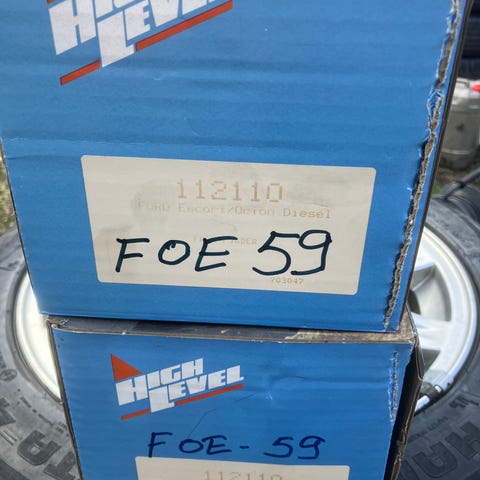 HIGH
LEVEL
112110
FORD Escort/Orion Diesel
FOE 59
703047
HIGH
LEVEL
FOE-59
112110